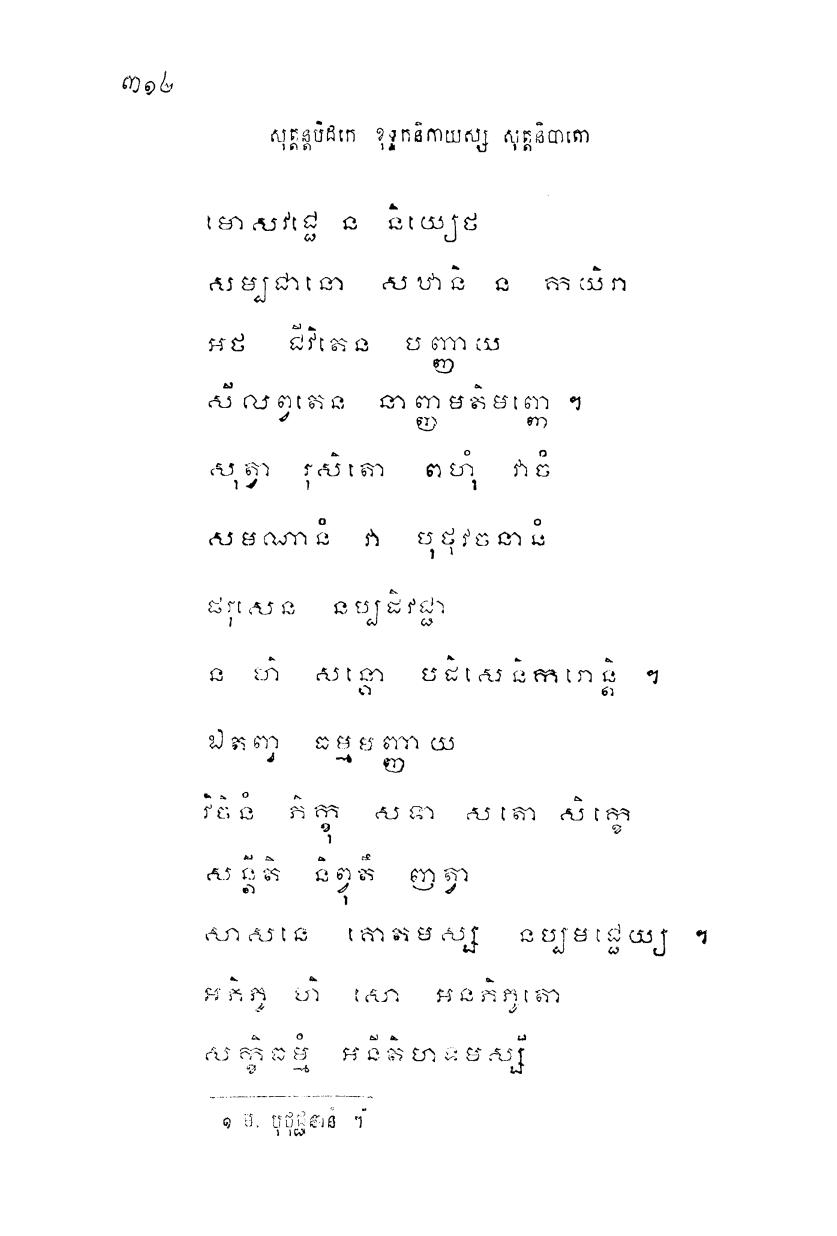 ៣១៤
សុត្តន្តបិដកេ ខុទ្ទកនិកាយស្ស សុត្តនិបាតោ
មោសវជ្ជេ ន និយ្យេថ
សម្បជានោ សឋានិ ន កយិរា
អថ ជីវិតេន បញ្ញាយ
សីលព្វតេន នាញ្ញមតិមញ្ញេ ។
សុត្វា រុសិតោ ពហុំ វាចំ
សមណានំ វា បុថុវចនានំ
ផរុសេន នប្បដិវជ្ជា
ន ហិ សន្តោ បដិសេនិករោន្តិ ។
ឯតញ្ច ធម្មមញ្ញាយ
វិចិនំ ភិក្ខុ សទា សតោ សិក្ខេ
សន្តីតិ និព្វុតឹ ញត្វា
សាសនេ គោតមស្ស នប្បមជ្ជេយ្យ ។
អភិភូ ហិ សោ អនភិភូតោ
សក្ខិធម្មំ អនីតិហមទស្សី
១ ម. បុថុជ្ជនានំ ។